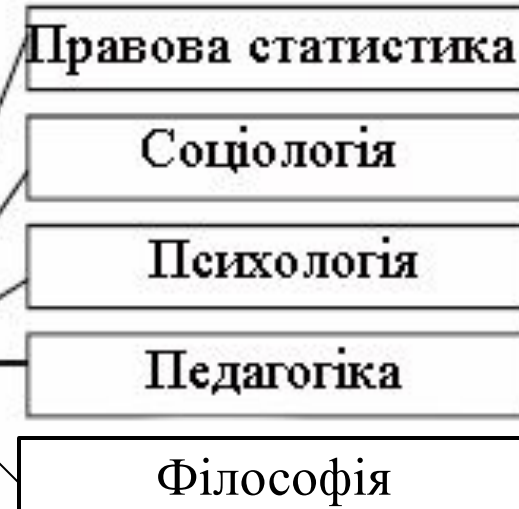 Правова статистика
Соціологія
Психологія
Педагогіка
Філософія